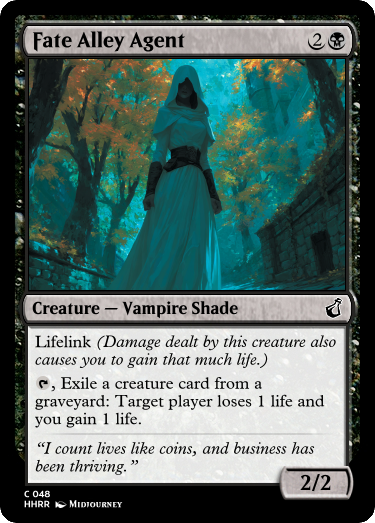 Fate Alley Agent 2
Creature — Vampire Shade
Lifelink (Damage dealt by this creature also
causes you to gain that much life.)
, Exile a creature card from a
graveyard: Target player loses 1 life and
you gain 1 life.
“I count lives like coins, and business has
been thriving.”
2/2
C 048
HHRR Midjourney